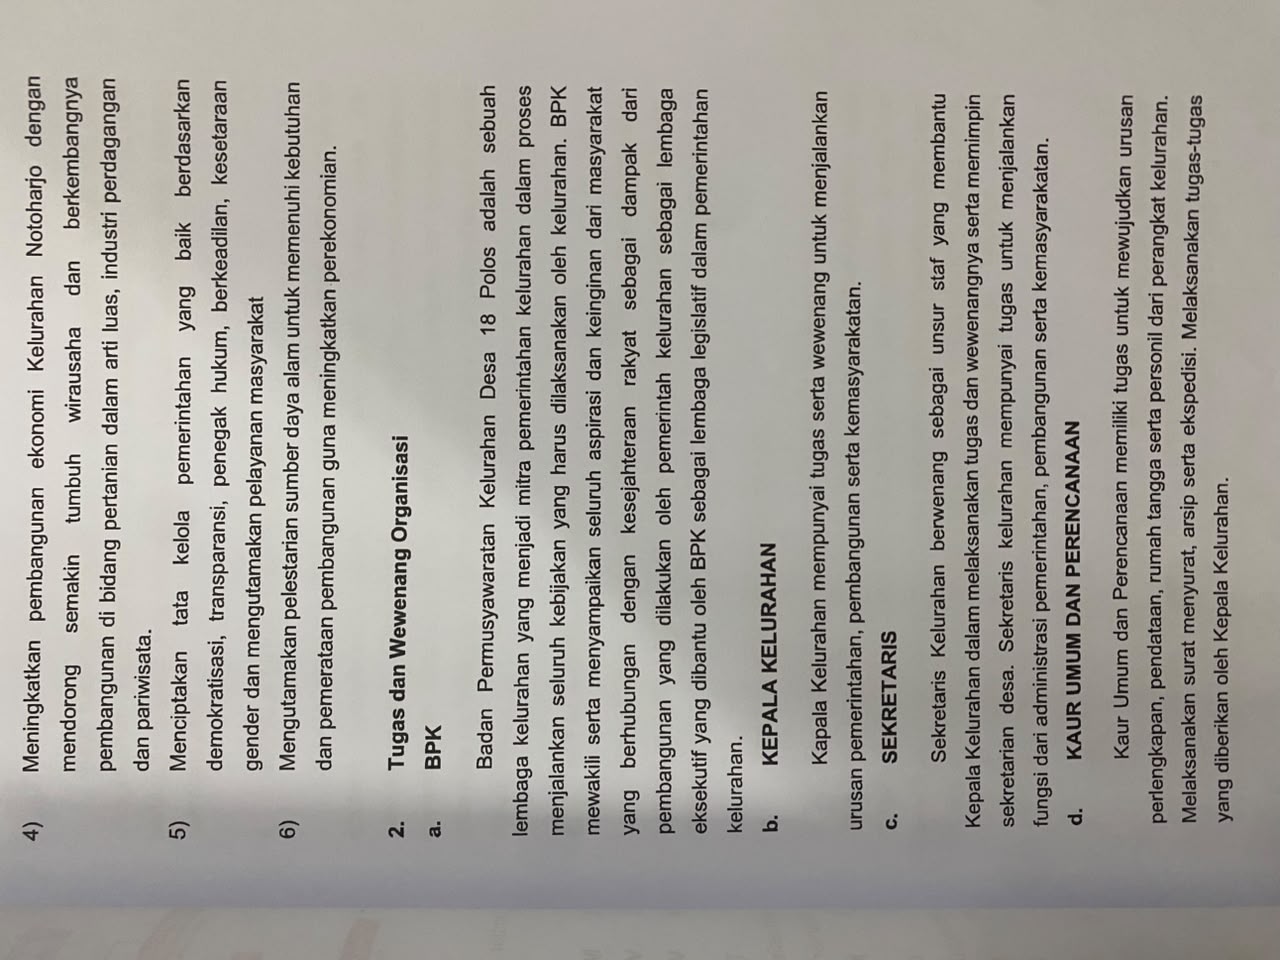 4) Meningkatkan pembangunan ekonomi Kelurahan Notoharjo dengan
mendorong semakin tumbuh wirausaha dan berkembangnya
pembangunan di bidang pertanian dalam arti luas, industri perdagangan
dan pariwisata.
5) Menciptakan tata kelola pemerintahan yang baik berdasarkan
demokratisasi, transparansi, penegak hukum, berkeadilan, kesetaraan
gender dan mengutamakan pelayanan masyarakat
6) Mengutamakan pelestarian sumber daya alam untuk memenuhi kebutuhan
dan pemerataan pembangunan guna meningkatkan perekonomian.
2. Tugas dan Wewenang Organisasi
a. BPK
Badan Permusyawaratan Kelurahan Desa 18 Polos adalah sebuah
lembaga kelurahan yang menjadi mitra pemerintahan kelurahan dalam proses
menjalankan seluruh kebijakan yang harus dilaksanakan oleh kelurahan. BPK
mewakili serta menyampaikan seluruh aspirasi dan keinginan dari masyarakat
yang berhubungan dengan kesejahteraan rakyat sebagai dampak dari
pembangunan yang dilakukan oleh pemerintah kelurahan sebagai lembaga
eksekutif yang dibantu oleh BPK sebagai lembaga legislatif dalam pemerintahan
kelurahan.
b. KEPALA KELURAHAN
Kapala Kelurahan mempunyai tugas serta wewenang untuk menjalankan
urusan pemerintahan, pembangunan serta kemasyarakatan.
c. SEKRETARIS
Sekretaris Kelurahan berwenang sebagai unsur staf yang membantu
Kepala Kelurahan dalam melaksanakan tugas dan wewenangnya serta memimpin
sekretarian desa. Sekretaris kelurahan mempunyai tugas untuk menjalankan
fungsi dari administrasi pemerintahan, pembangunan serta kemasyarakatan.
d. KAUR UMUM DAN PERENCANAAN
Kaur Umum dan Perencanaan memiliki tugas untuk mewujudkan urusan
perlengkapan, pendataan, rumah tangga serta personil dari perangkat kelurahan.
Melaksanakan surat menyurat, arsip serta ekspedisi. Melaksanakan tugas-tugas
yang diberikan oleh Kepala Kelurahan.